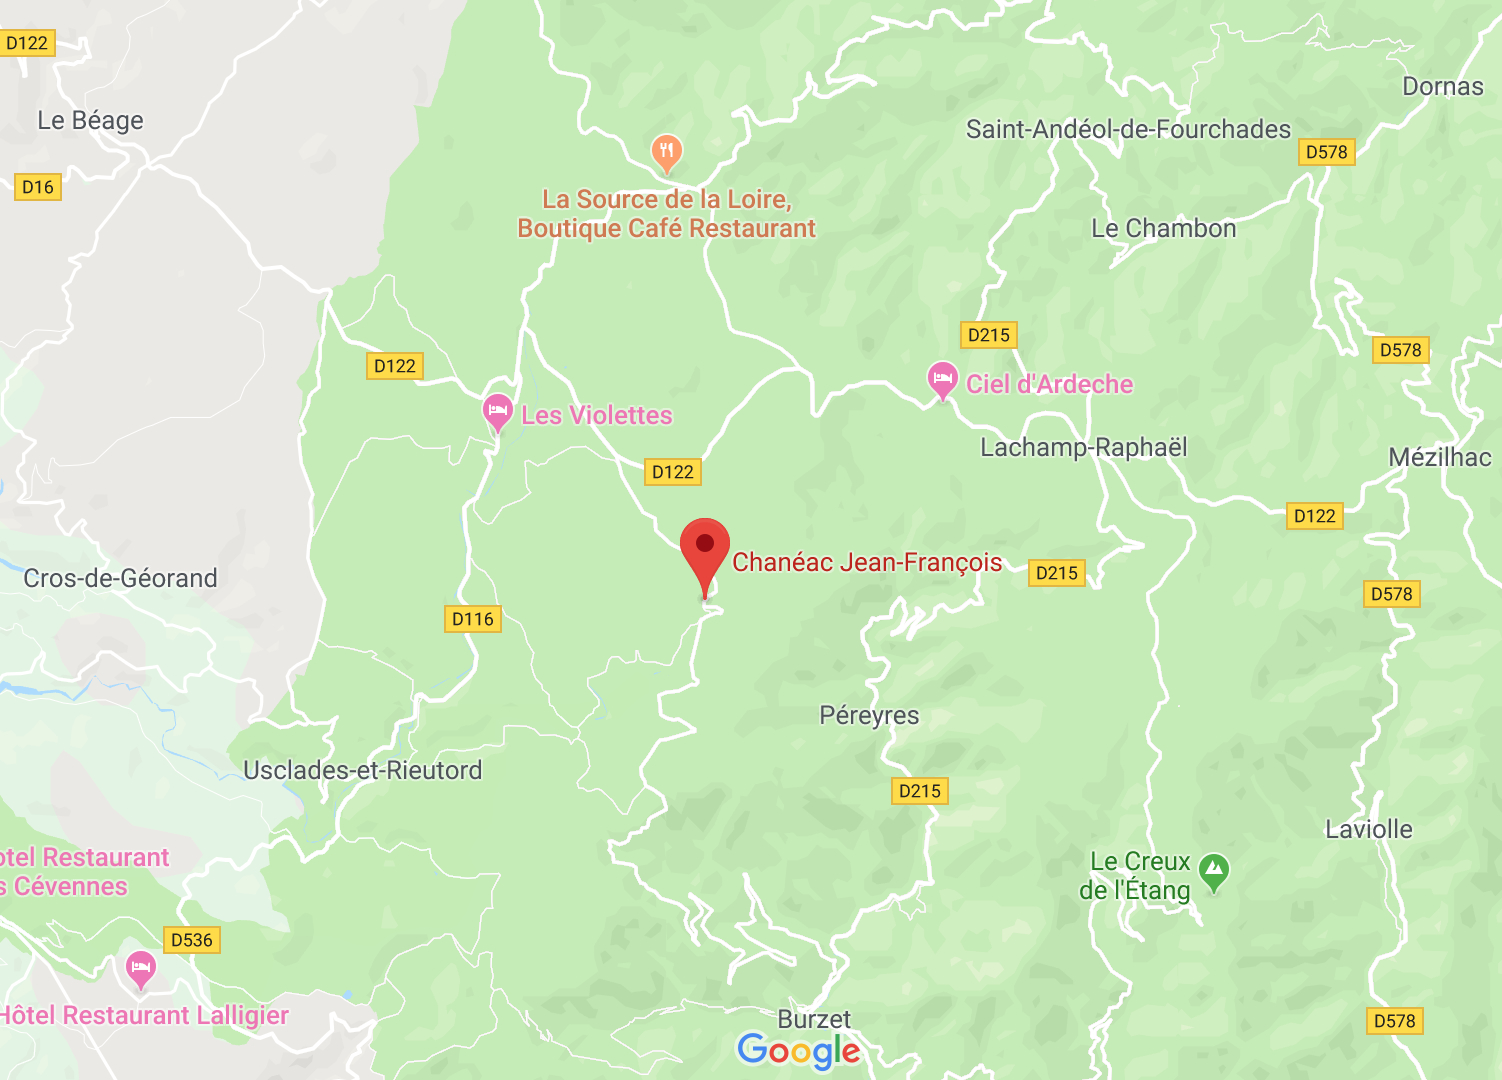 D122
Le Béage
D16
Dornas
Saint-Andéol-de-Fourchades
D578
La Source de la Loire,
Boutique Café Restaurant
Le Chambon
D215
D122
D578
Ciel d'Ardeche
Les Violettes
Lachamp-Raphaël
Mézilhac
D122
D122
Chanéac Jean-François
D215
Cros-de-Géorand
D578
D116
Péreyres
Usclades-et-Rieutord
D215
Laviolle
otel Restaurant
s Cévennes
Le Creux
de l'Étang
D536
Hôtel Restaurant Lalligier
Burzet
D578
Google